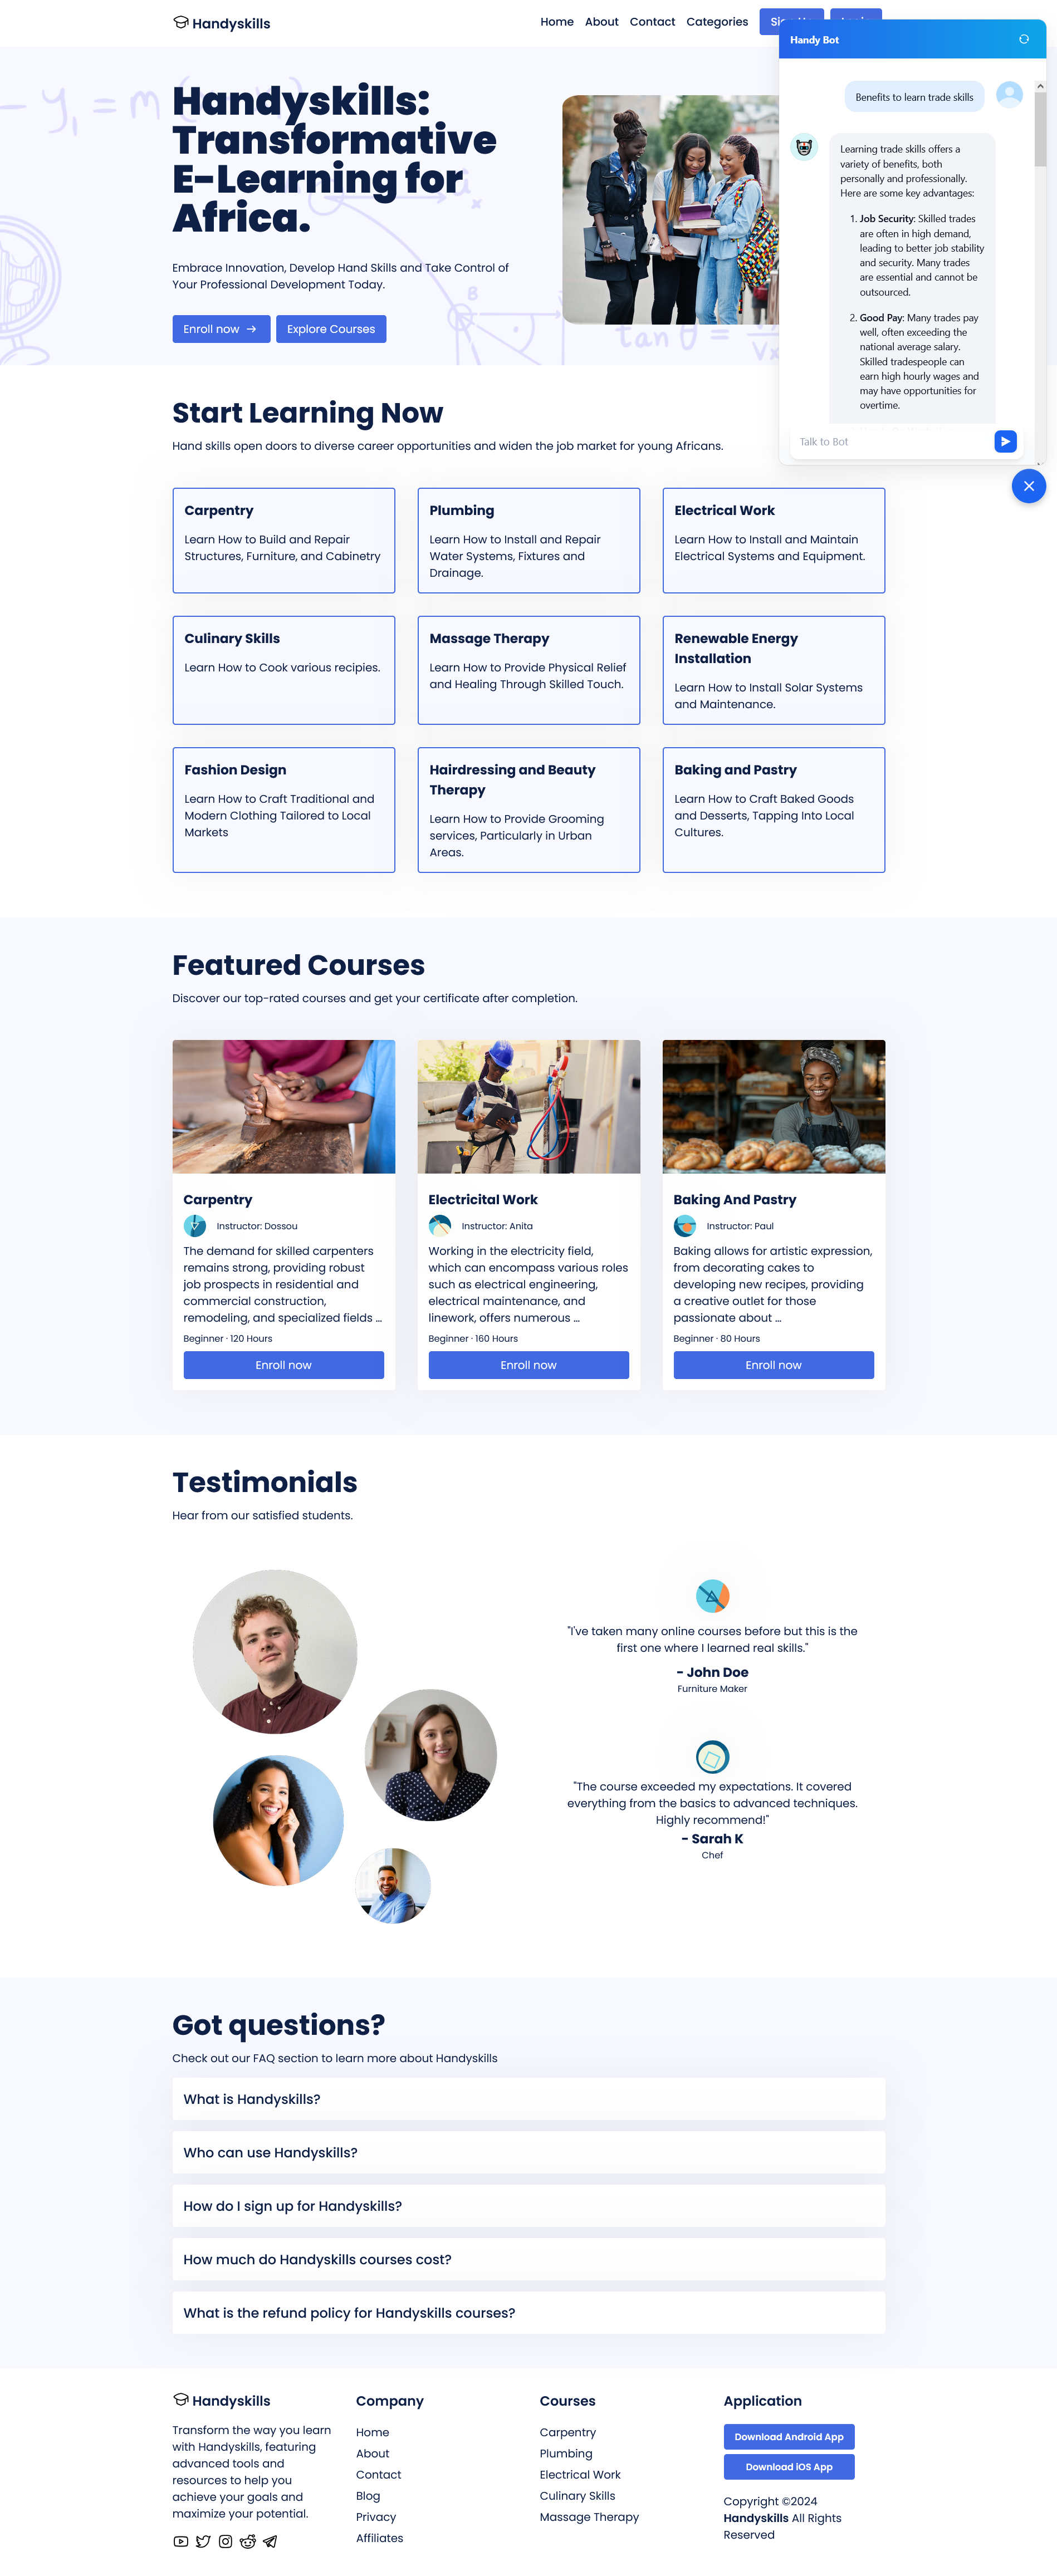 Handyskills
Home About Contact Categories
Handyskills:
Transformative
E-Learning for
Africa.
Embrace Innovation, Develop Hand Skills and Take Control of
Your Professional Development Today.
Enroll now →
Explore Courses
Handy Bot
Benefits to learn trade skills
Learning trade skills offers a
variety of benefits, both
personally and professionally.
Here are some key advantages:
1. Job Security: Skilled trades
are often in high demand,
leading to better job stability
and security. Many trades
are essential and cannot be
outsourced.
2. Good Pay: Many trades pay
well, often exceeding the
national average salary.
Skilled tradespeople can
earn high hourly wages and
may have opportunities for
overtime.
Talk to Bot
Start Learning Now
Hand skills open doors to diverse career opportunities and widen the job market for young Africans.
Carpentry
Learn How to Build and Repair
Structures, Furniture, and Cabinetry
Plumbing
Learn How to Install and Repair
Water Systems, Fixtures and
Drainage.
Electrical Work
Learn How to Install and Maintain
Electrical Systems and Equipment.
Culinary Skills
Learn How to Cook various recipies.
Massage Therapy
Learn How to Provide Physical Relief
and Healing Through Skilled Touch.
Renewable Energy
Installation
Learn How to Install Solar Systems
and Maintenance.
Fashion Design
Learn How to Craft Traditional and
Modern Clothing Tailored to Local
Markets
Hairdressing and Beauty
Therapy
Learn How to Provide Grooming
services, Particularly in Urban
Areas.
Baking and Pastry
Learn How to Craft Baked Goods
and Desserts, Tapping Into Local
Cultures.
Featured Courses
Discover our top-rated courses and get your certificate after completion.
Carpentry
Instructor: Dossou
The demand for skilled carpenters
remains strong, providing robust
job prospects in residential and
commercial construction,
remodeling, and specialized fields ...
Beginner · 120 Hours
Enroll now
Electricital Work
Instructor: Anita
Working in the electricity field,
which can encompass various roles
such as electrical engineering,
electrical maintenance, and
linework, offers numerous ...
Beginner · 160 Hours
Enroll now
Baking And Pastry
Instructor: Paul
Baking allows for artistic expression,
from decorating cakes to
developing new recipes, providing
a creative outlet for those
passionate about ...
Beginner · 80 Hours
Enroll now
Testimonials
Hear from our satisfied students.
"I've taken many online courses before but this is the
first one where I learned real skills."
- John Doe
Furniture Maker
"The course exceeded my expectations. It covered
everything from the basics to advanced techniques.
Highly recommend!"
- Sarah K
Chef
Got questions?
Check out our FAQ section to learn more about Handyskills
What is Handyskills?
Who can use Handyskills?
How do I sign up for Handyskills?
How much do Handyskills courses cost?
What is the refund policy for Handyskills courses?
Handyskills
Transform the way you learn
with Handyskills, featuring
advanced tools and
resources to help you
achieve your goals and
maximize your potential.
Company
Home
About
Contact
Blog
Privacy
Affiliates
Courses
Carpentry
Plumbing
Electrical Work
Culinary Skills
Massage Therapy
Application
Download Android App
Download iOS App
Copyright ©2024
Handyskills All Rights
Reserved